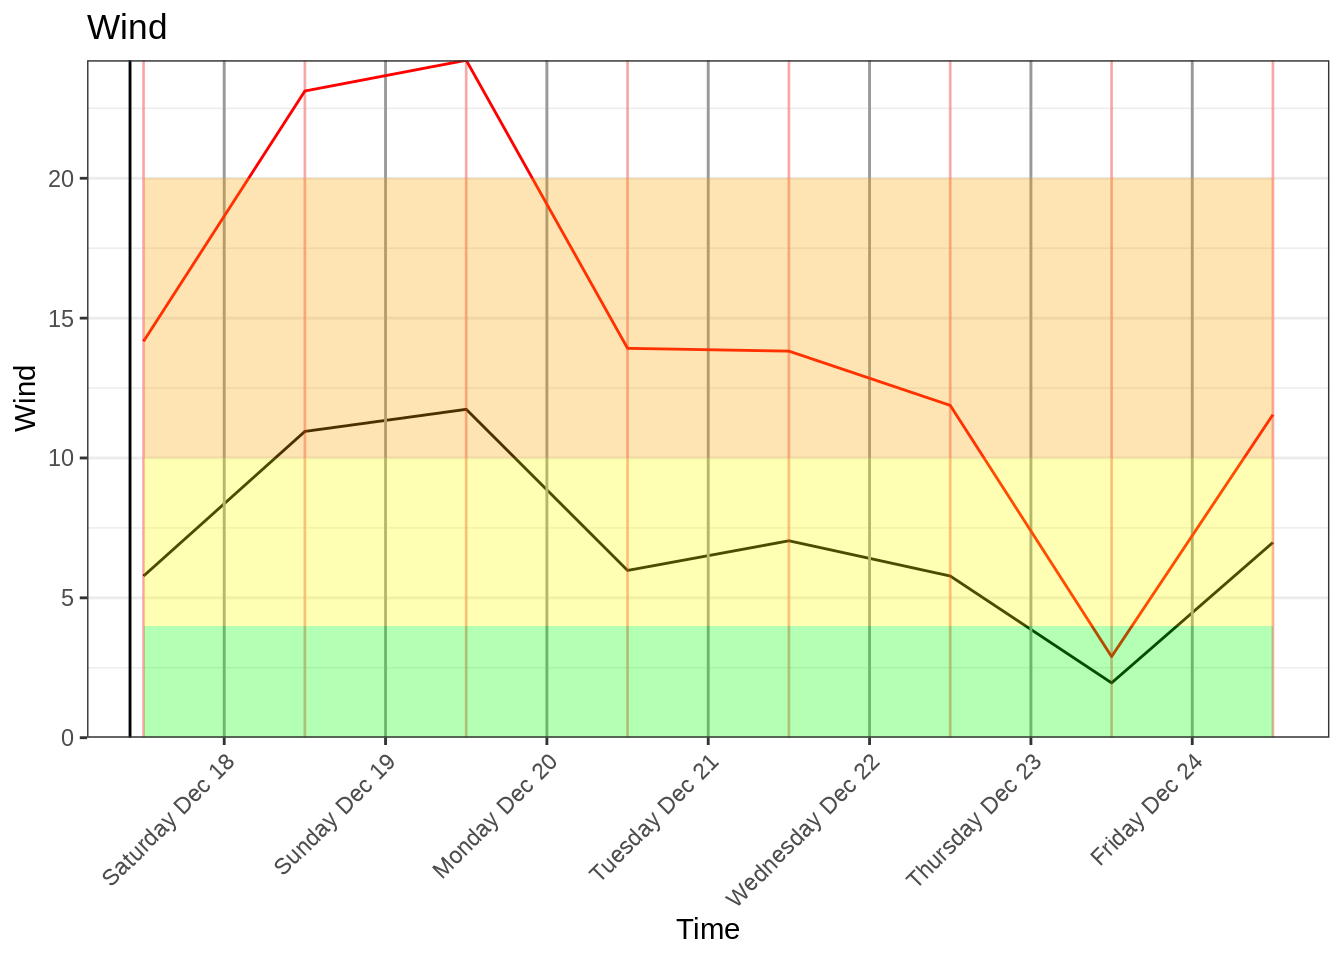 Wind
Wind
20
15
10
5
0
Saturday Dec 18
Sunday Dec 19
Monday Dec 20
Tuesday Dec 21
Wednesday Dec 22
Thursday Dec 23
Friday Dec 24
Time